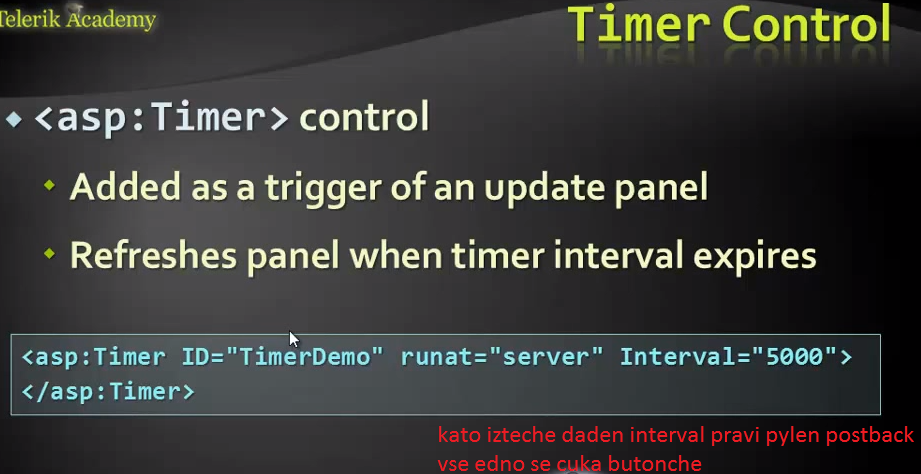 Telerik Academy
Timer Control
<asp:Timer> control
Added as a trigger of an update panel
Refreshes panel when timer interval expires
<asp:Timer ID="TimerDemo" runat="server" Interval="5000">
</asp:Timer>
kato izteche daden interval pravi pylen postback
vse edno se cuka butonche